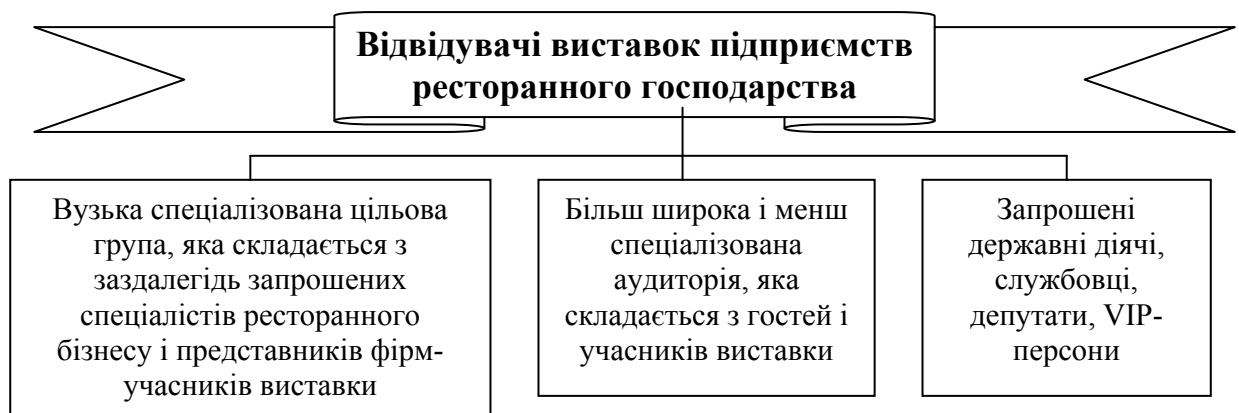 Відвідувачі виставок підприємств
ресторанного господарства
Вузька спеціалізована цільова
група, яка складається з
заздалегідь запрошених
спеціалістів ресторанного
бізнесу і представників фірм-
учасників виставки
Більш широка і менш
спеціалізована
аудиторія, яка
складається з гостей і
учасників виставки
Запрошені
державні діячі,
службовці,
депутати, VIP-
персони